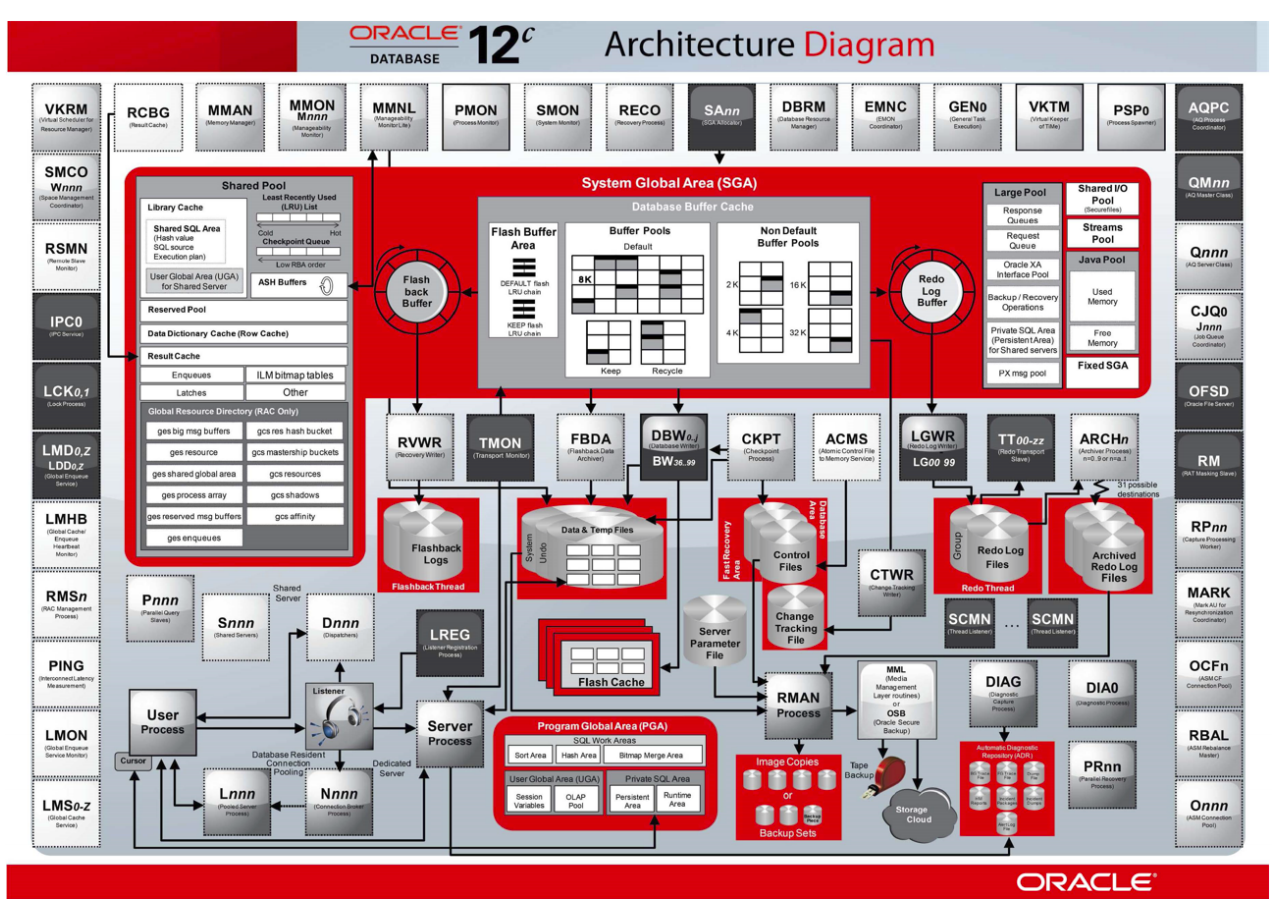 ORACLE
DATABASE
12c
Architecture Diagram
VKRM
(Virtual Scheduler for
Resource Manager)
RCBG
(Result Cache)
MMAN
(Memory Manager)
MMON
Mnnn
(Manageability
Monitor)
MMNL
(Manageability
Monitor Lite)
PMON
(Process Monitor)
SMON
(System Monitor)
RECO
(Recovery Process)
SAnn
(SGA Allocator)
DBRM
(Database Resource
Manager)
EMNC
(EMON
Coordinator)
GEN0
(General Task
Execution)
VKTM
(Virtual Keeper
of TiMe)
PSP0
(Process Spawner)
AQPC
(AQ Process
Coordinator)
SMCO
Wnnn
(Space Management
Coordinator)
RSMN
(Remote Slave
Monitor)
IPC0
(IPC Service)
LCK0,1
(Lock Process)
LMD0,Z
LDD0,Z
(Global Enqueue
Service)
LMHB
(Global Cache/
Enqueue
Heartbeat
Monitor)
RMSn
(RAC Management
Process)
PING
(Interconnect Latency
Measurement)
LMON
(Global Enqueue
Service Monitor)
LMS0-Z
(Global Cache
Service)
System Global Area (SGA)
Shared Pool
Library Cache
Shared SQL Area
(Hash value
SQL source
Execution plan)
User Global Area (UGA)
for Shared Server
Least Recently Used
(LRU) List
Cold
Hot
Checkpoint Queue
Low RBA order
ASH Buffers
Reserved Pool
Data Dictionary Cache (Row Cache)
Result Cache
Enqueues
ILM bitmap tables
Latches
Other
Global Resource Directory (RAC Only)
ges big msg buffers
gcs res hash bucket
ges resource
gcs mastership buckets
ges shared global area
gcs resources
ges process array
gcs shadows
ges reserved msg buffers
gcs affinity
ges enqueues
Flash
back
Buffer
Database Buffer Cache
Flash Buffer
Area
DEFAULT flash
LRU chain
KEEP flash
LRU chain
Buffer Pools
Default
8K
Keep
Recycle
Non Default
Buffer Pools
2 K
16 K
4 K
32 K
Redo
Log
Buffer
Large Pool
Response
Queues
Request
Queue
Oracle XA
Interface Pool
Backup / Recovery
Operations
Private SQL Area
(Persistent Area)
for Shared servers
PX msg pool
Shared I/O
Pool
(Securefiles)
Streams
Pool
Java Pool
Used
Memory
Free
Memory
Fixed SGA
QMnn
(AQ Master Class)
Qnnn
(AQ Server Class)
CJQ0
Jnnn
(Job Queue
Coordinator)
OFSD
(Oracle File Server)
RM
(RAT Masking Slave)
RPnn
(Capture Processing
Worker)
MARK
(Mark AU for
Resynchronization
Coordinator)
OCFn
(ASM CF
Connection Pool)
RBAL
(ASM Rebalance
Master)
Onnn
(ASM Connection
Pool)
RVWR
(Recovery Writer)
TMON
(Transport Monitor)
FBDA
(Flashback Data
Archiver)
DBW0..j
(Database Writer)
BW36..99
CKPT
(Checkpoint
Process)
ACMS
(Atomic Control File
to Memory Service)
LGWR
(Redo Log Writer)
LG00 99
TT00-zz
(Redo Transport
Slave)
ARCHn
(Archiver Process)
n=0..9 or n=a..t
31 possible
destinations
Flashback
Logs
Flashback Thread
System
Undo
Data & Temp Files
Fast Recovery
Area
Database
Area
Control
Files
Change
Tracking
File
CTWR
(Change Tracking
Writer)
Group
Redo Log
Files
Redo Thread
Archived
Redo Log
Files
SCMN
(Thread Listener)
...
SCMN
(Thread Listener)
Pnnn
(Parallel Query
Slaves)
Shared
Server
Snnn
(Shared Servers)
Dnnn
(Dispatchers)
LREG
(Listener Registration
Process)
Server
Parameter
File
Flash Cache
User
Process
Cursor
Listener
Server
Process
Database Resident
Connection
Pooling
Dedicated
Server
Lnnn
(Pooled Server
Process)
Nnnn
(Connection Broker
Process)
Program Global Area (PGA)
SQL Work Areas
Sort Area
Hash Area
Bitmap Merge Area
User Global Area (UGA)
Session
Variables
OLAP
Pool
Private SQL Area
Persistent
Area
Runtime
Area
RMAN
Process
MML
(Media
Management
Layer routines)
or
OSB
(Oracle Secure
Backup)
Image Copies
or
Backup
Piece
Backup Sets
Tape
Backup
Storage
Cloud
DIAG
(Diagnostic
Capture
Process)
DIA0
(Diagnostic Process)
PRnn
(Parallel Recovery
Process)
Automatic Diagnostic
Repository (ADR)
Incident
Packages
Alert Log
File
ORACLE